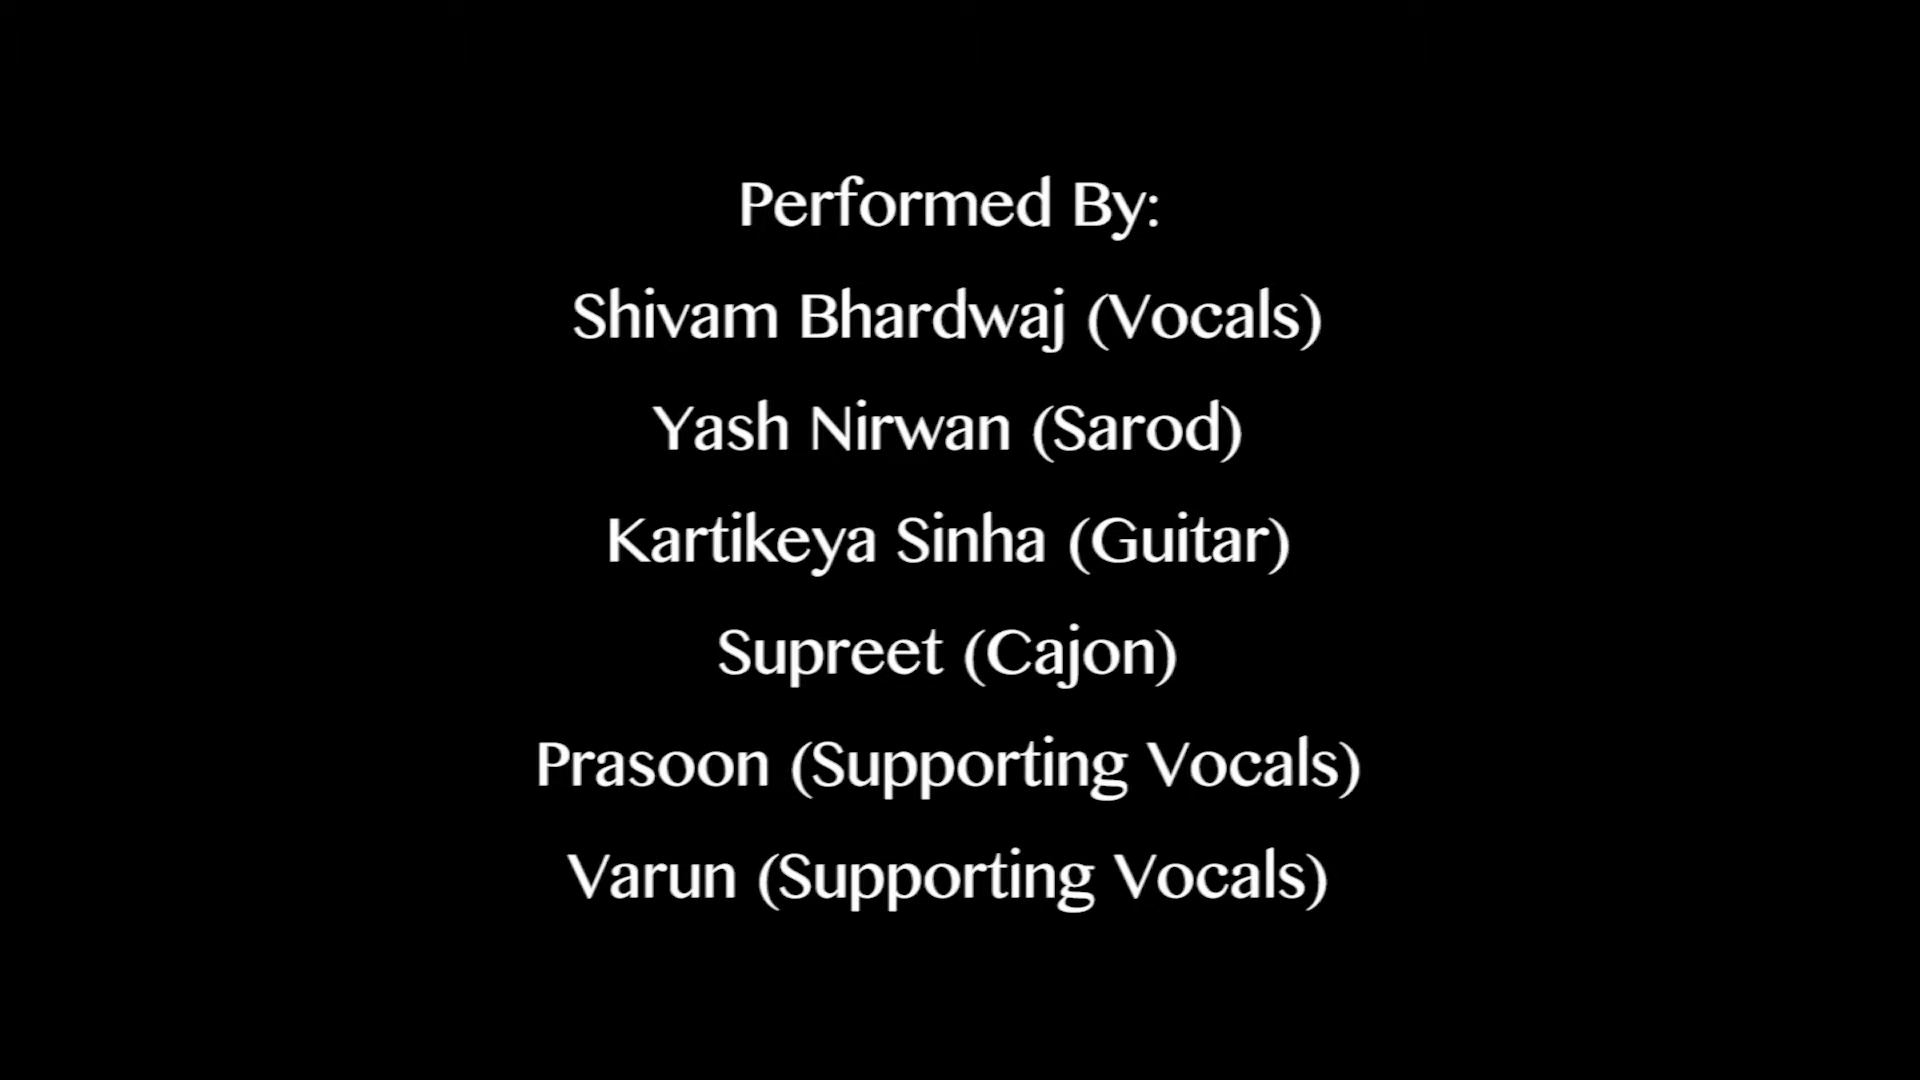 Performed By:
Shivam Bhardwaj (Vocals)
Yash Nirwan (Sarod)
Kartikeya Sinha (Guitar)
Supreet (Cajon)
Prasoon (Supporting Vocals)
Varun (Supporting Vocals)